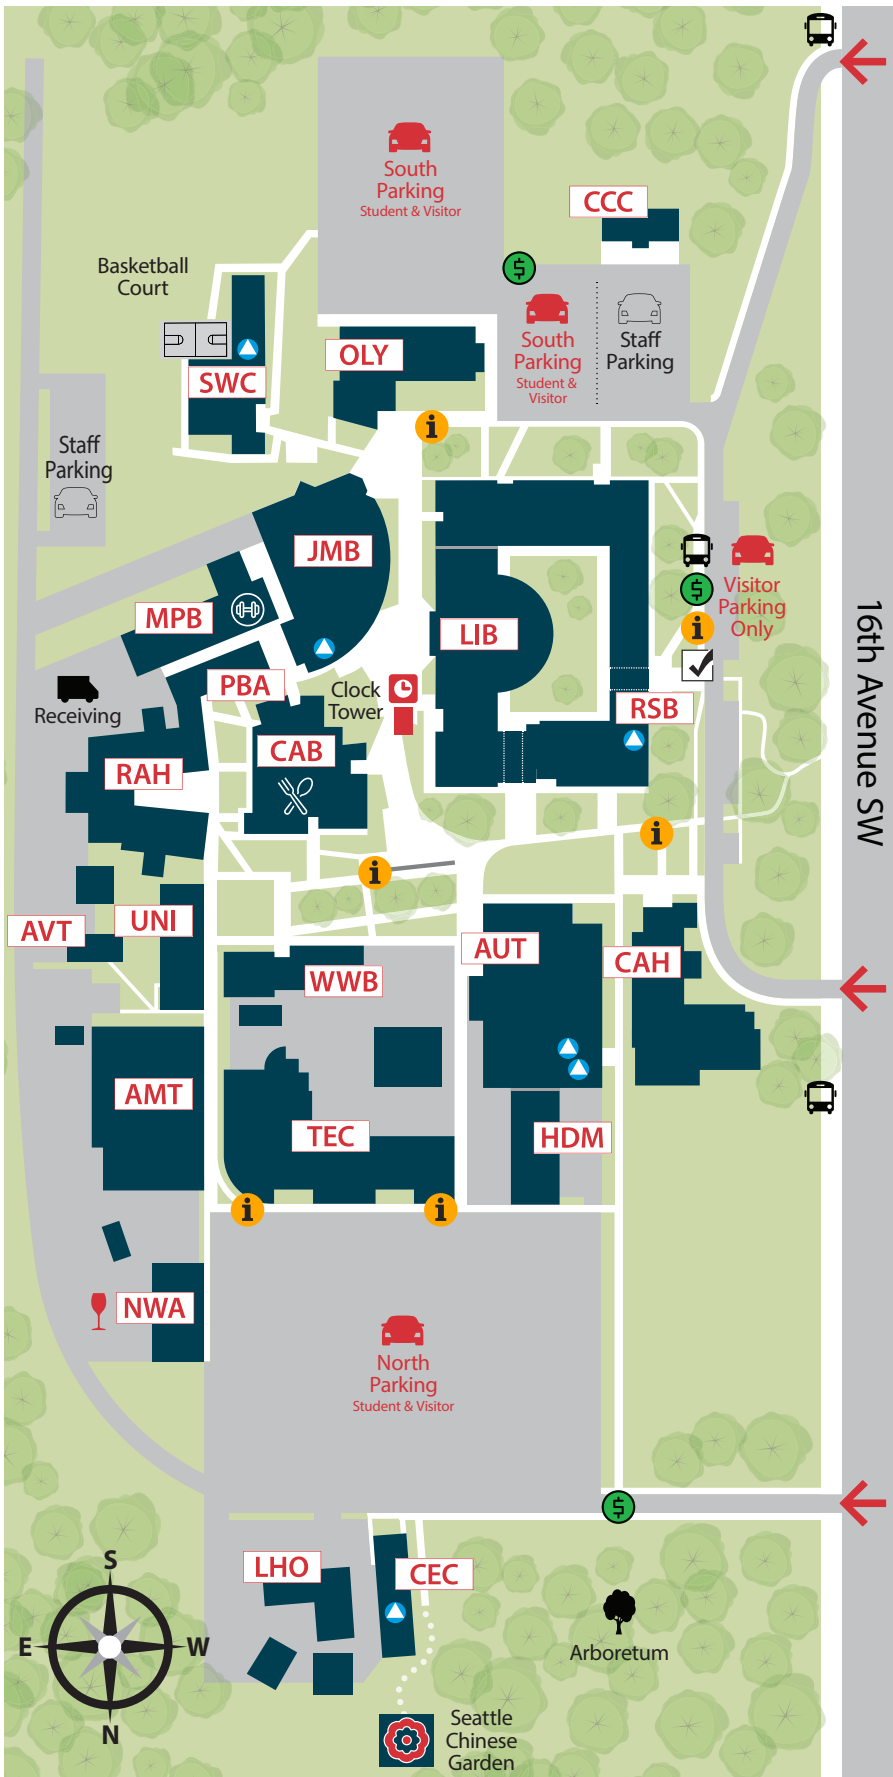 South
Parking
Student & Visitor
CCC
Basketball
Court
$
South
Parking
Student &
Visitor
Staff
Parking
OLY
SWC
i
Staff
Parking
JMB
MPB
LIB
$
Visitor
Parking
Only
i
16th Avenue SW
PBA
Clock
Tower
Receiving
RSB
CAB
RAH
i
i
AVT
UNI
AUT
CAH
WWB
AMT
TEC
HDM
i
i
NWA
North
Parking
Student & Visitor
$
LHO
CEC
S
E
W
N
Arboretum
Seattle
Chinese
Garden